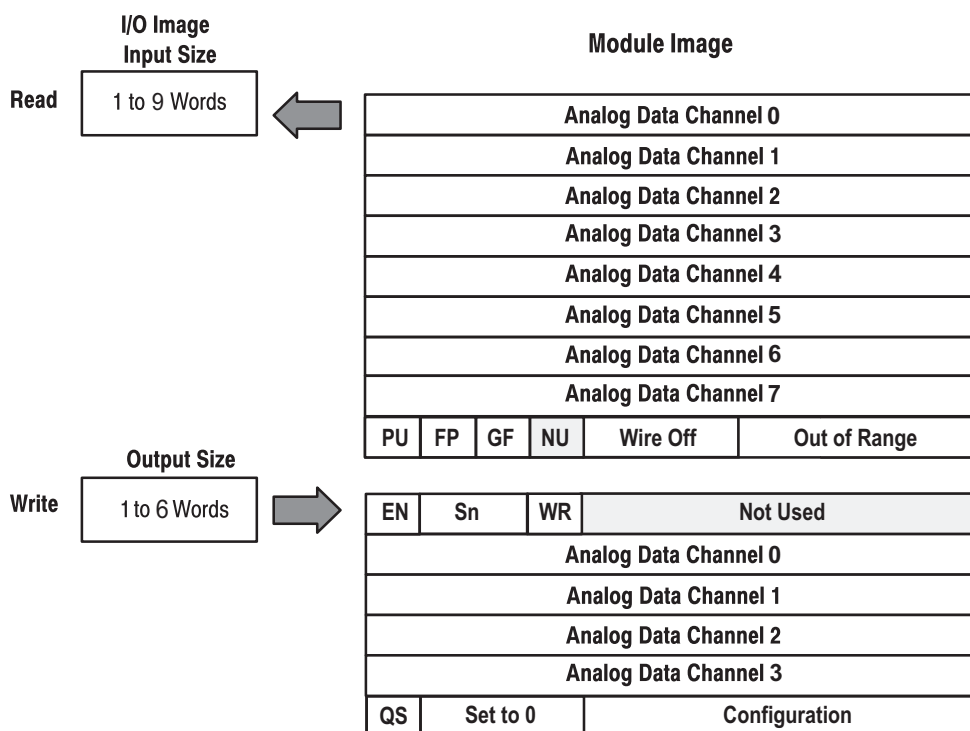 I/O Image
Input Size
Module Image
Read
1 to 9 Words
Analog Data Channel 0
Analog Data Channel 1
Analog Data Channel 2
Analog Data Channel 3
Analog Data Channel 4
Analog Data Channel 5
Analog Data Channel 6
Analog Data Channel 7
PU FP GF NU Wire Off Out of Range
Output Size
Write
1 to 6 Words
EN Sn WR Not Used
Analog Data Channel 0
Analog Data Channel 1
Analog Data Channel 2
Analog Data Channel 3
QS Set to 0 Configuration